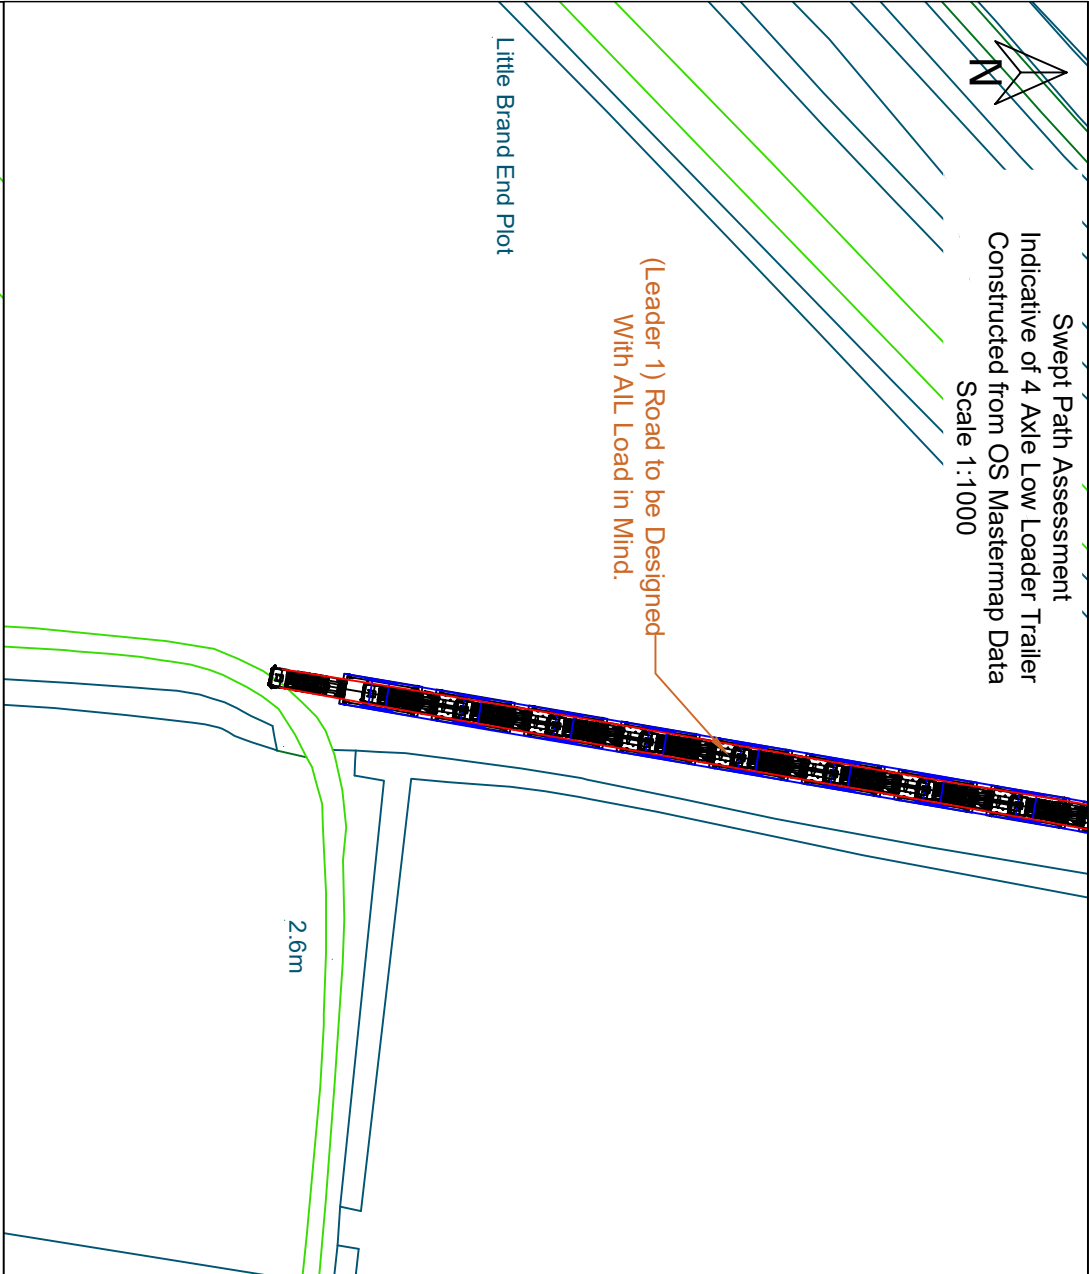 N
Swept Path Assessment
Indicative of 4 Axle Low Loader Trailer
Constructed from OS Mastermap Data
Scale 1:1000
(Leader 1) Road to be Designed
With AIL Load in Mind.
Little Brand End Plot
2.6m